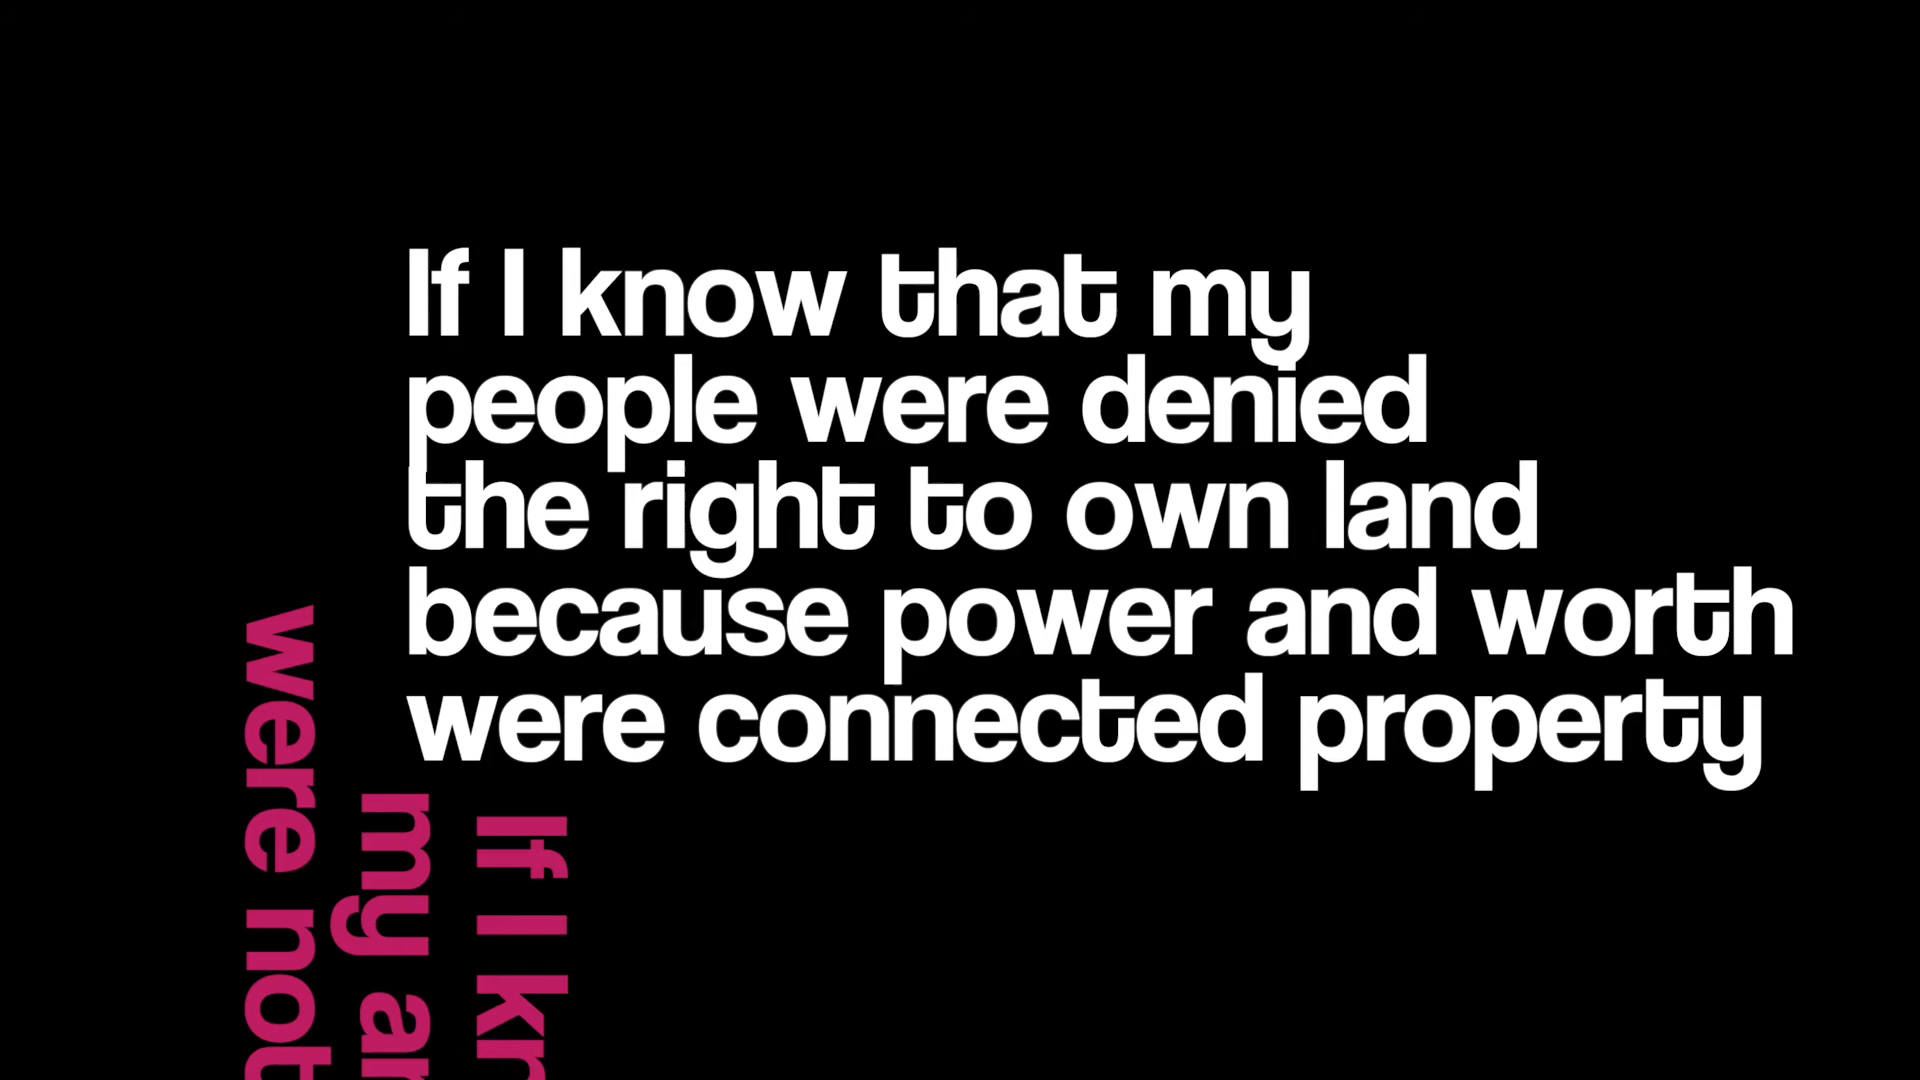 If I know that my
people were denied
the right to own land
because power and worth
were connected property
If I
my
were not